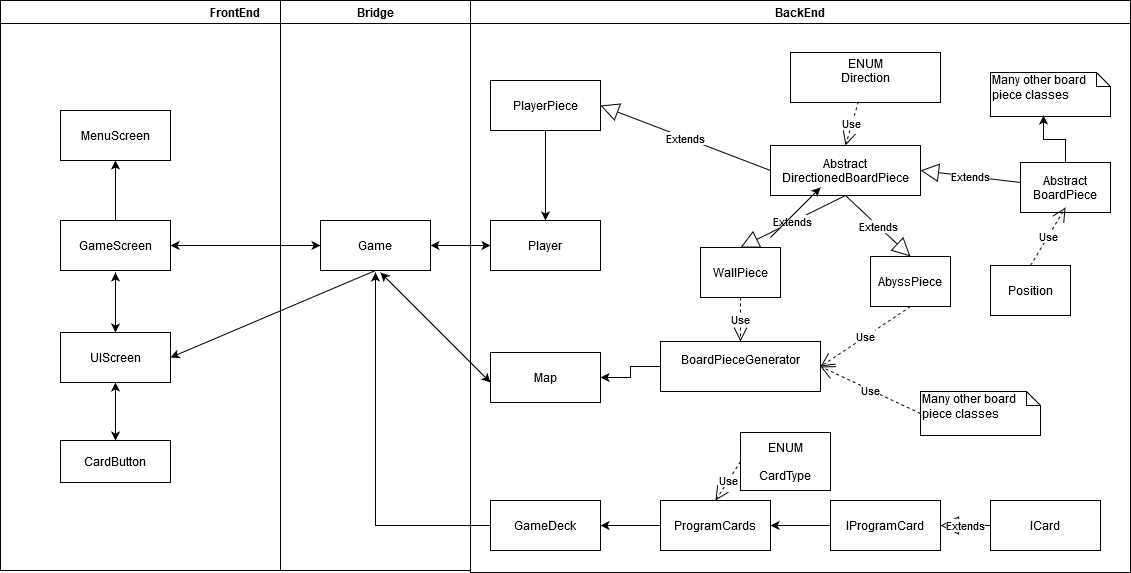 FrontEnd
Bridge
BackEnd
ENUM
Direction
Many other board
piece classes
PlayerPiece
MenuScreen
Use
Extends
Abstract
DirectionedBoardPiece
Extends
Abstract
BoardPiece
Extends
Extends
Use
GameScreen
Game
Player
WallPiece
AbyssPiece
Position
Use
Use
UIScreen
BoardPieceGenerator
Map
Use
Many other board
piece classes
ENUM
CardType
CardButton
Use
GameDeck
ProgramCards
IProgramCard
Extends
ICard